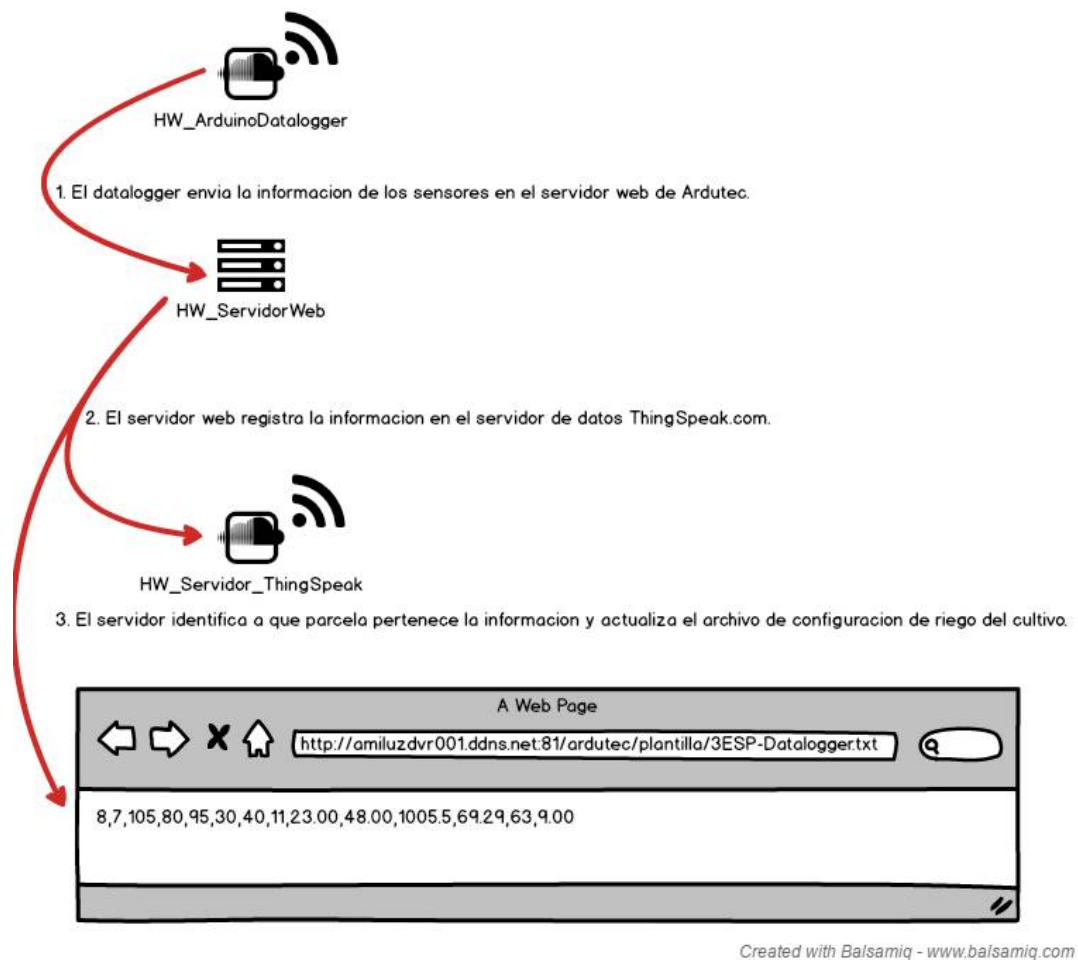 HW_ArduinoDatalogger
1. El datalogger envia la informacion de los sensores en el servidor web de Ardutec.
HW_ServidorWeb
2. El servidor web registra la informacion en el servidor de datos ThingSpeak.com.
HW_Servidor_ThingSpeak
3. El servidor identifica a que parcela pertenece la informacion y actualiza el archivo de configuracion de riego del cultivo.
A Web Page
http://amiluzdvr001.ddns.net:81/ardutec/plantilla/3ESP-Datalogger.txt
8,7,105,80,95,30,40,11,23.00,48.00,1005.5,69.29,63,9.00
Created with Balsamiq - www.balsamiq.com